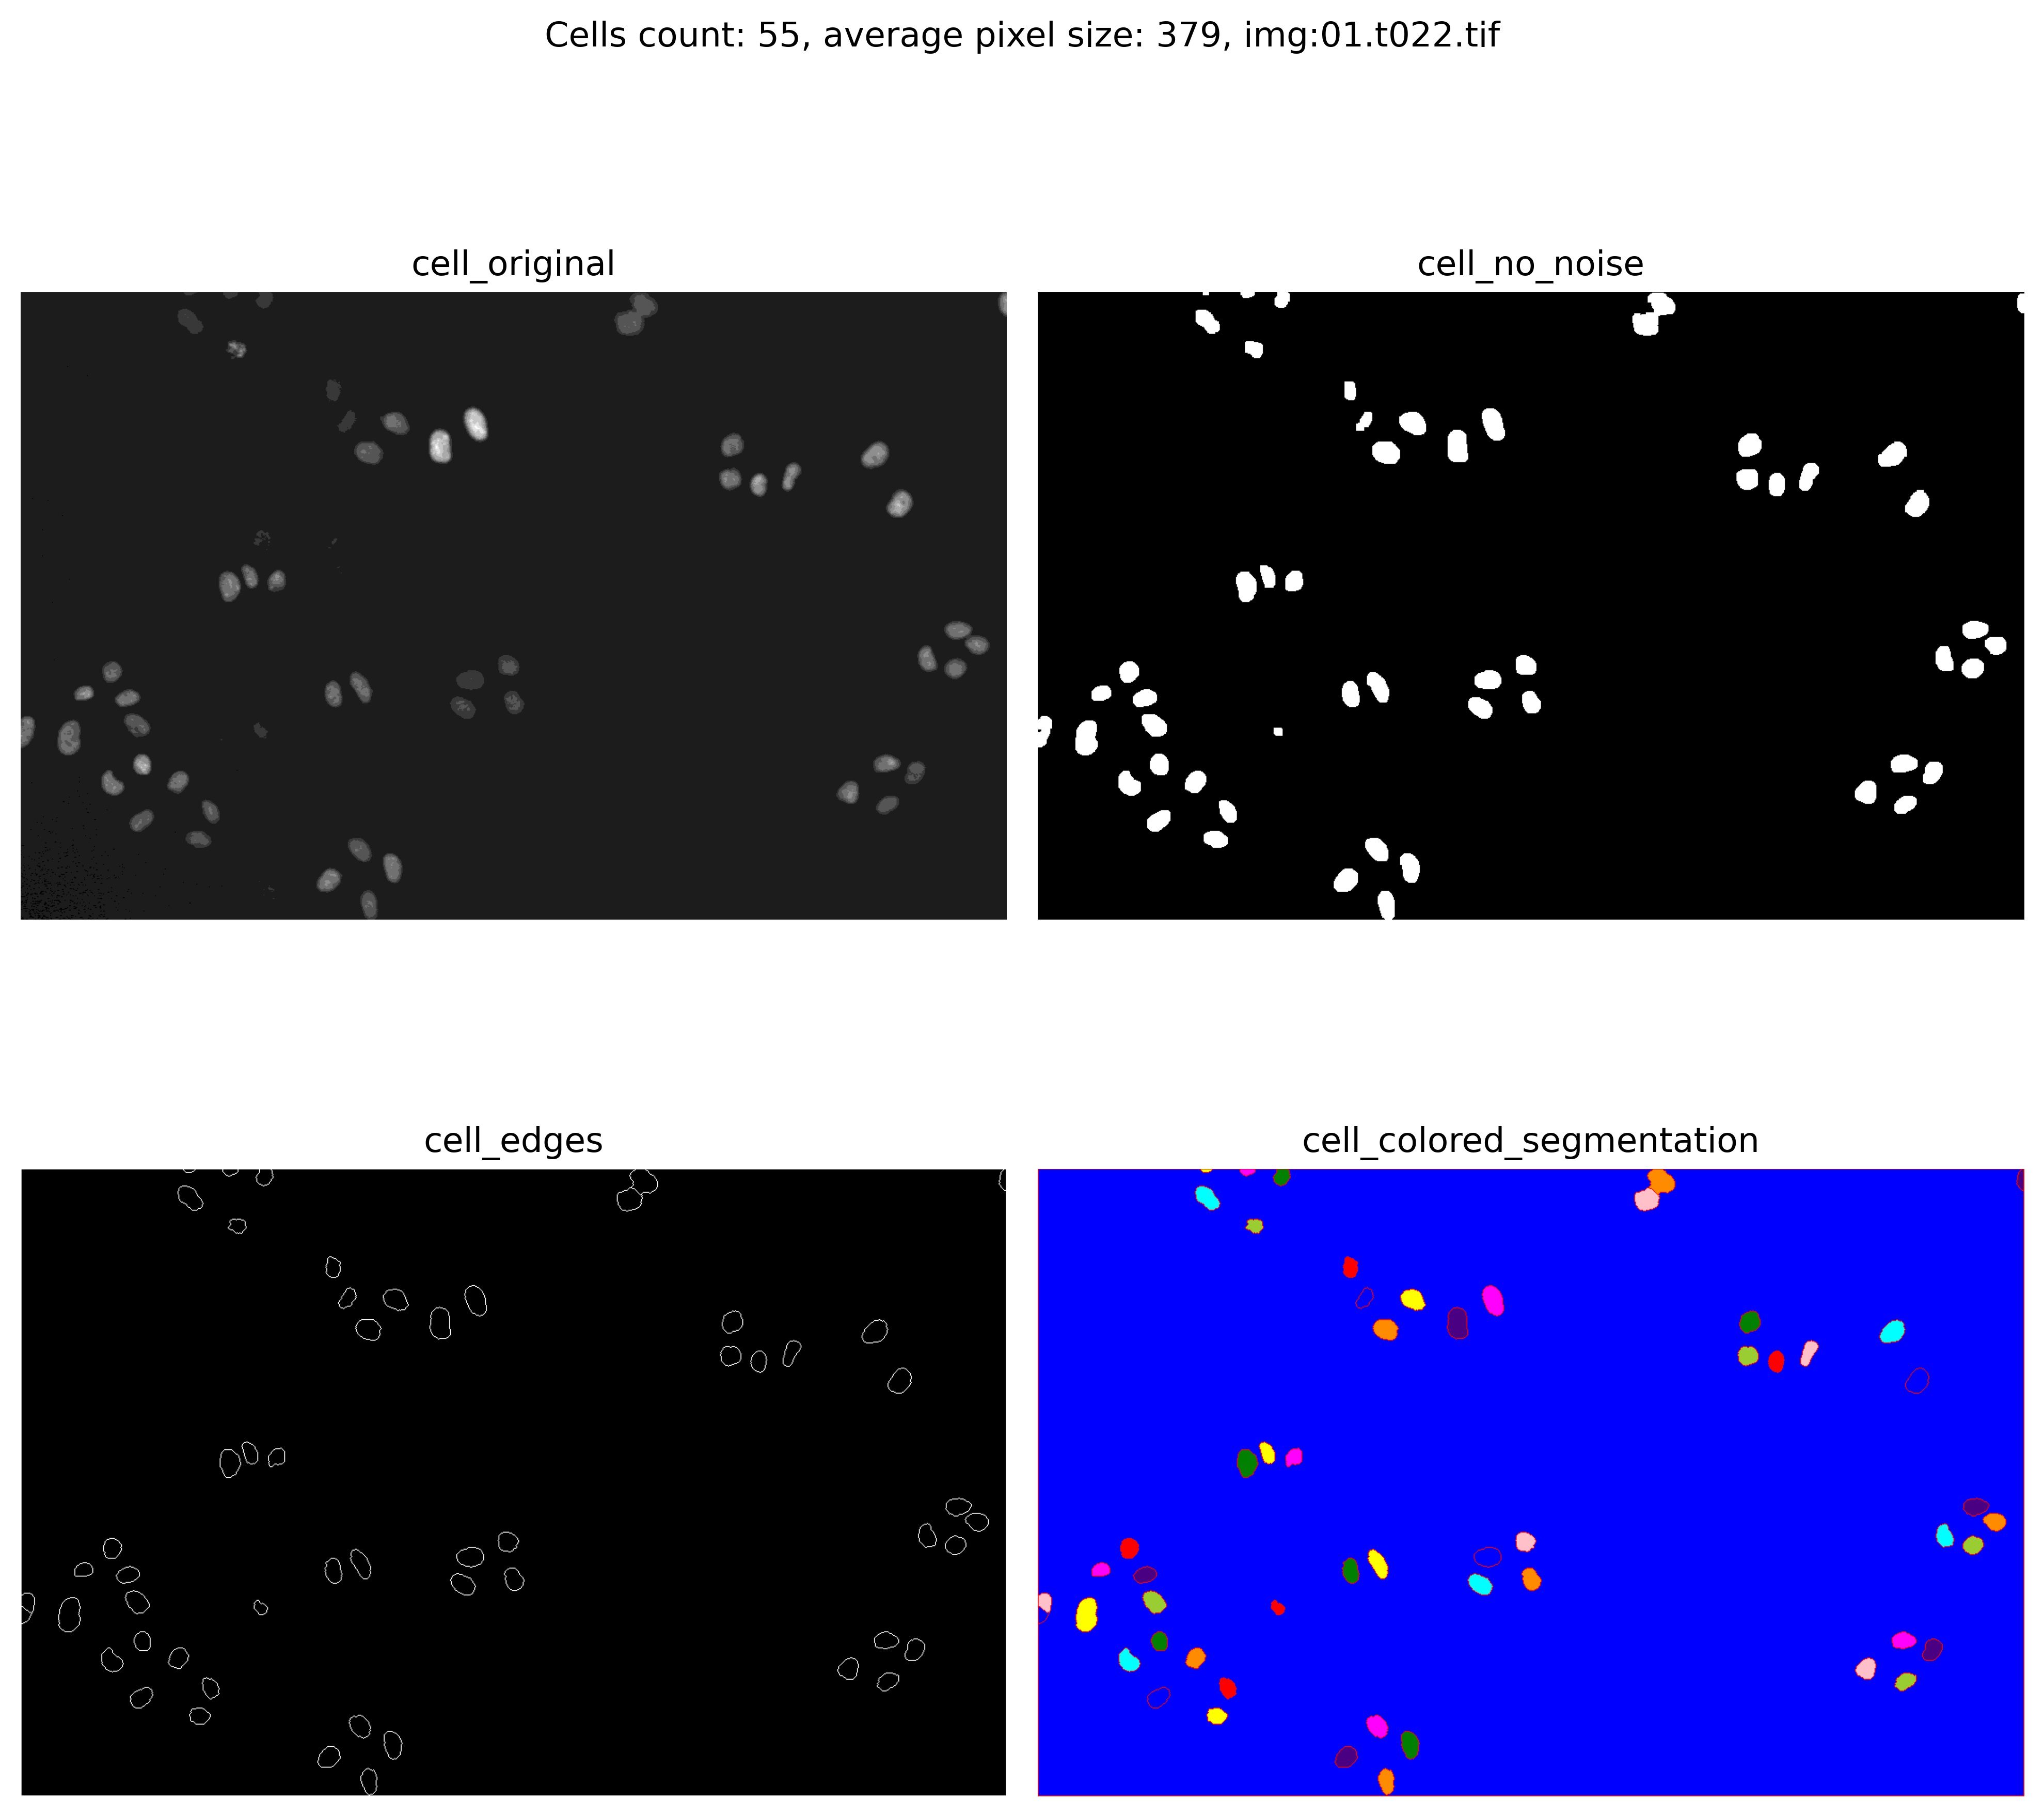 Cells count: 55, average pixel size: 379, img:01.t022.tif
cell_original
cell_no_noise
cell_edges
cell_colored_segmentation